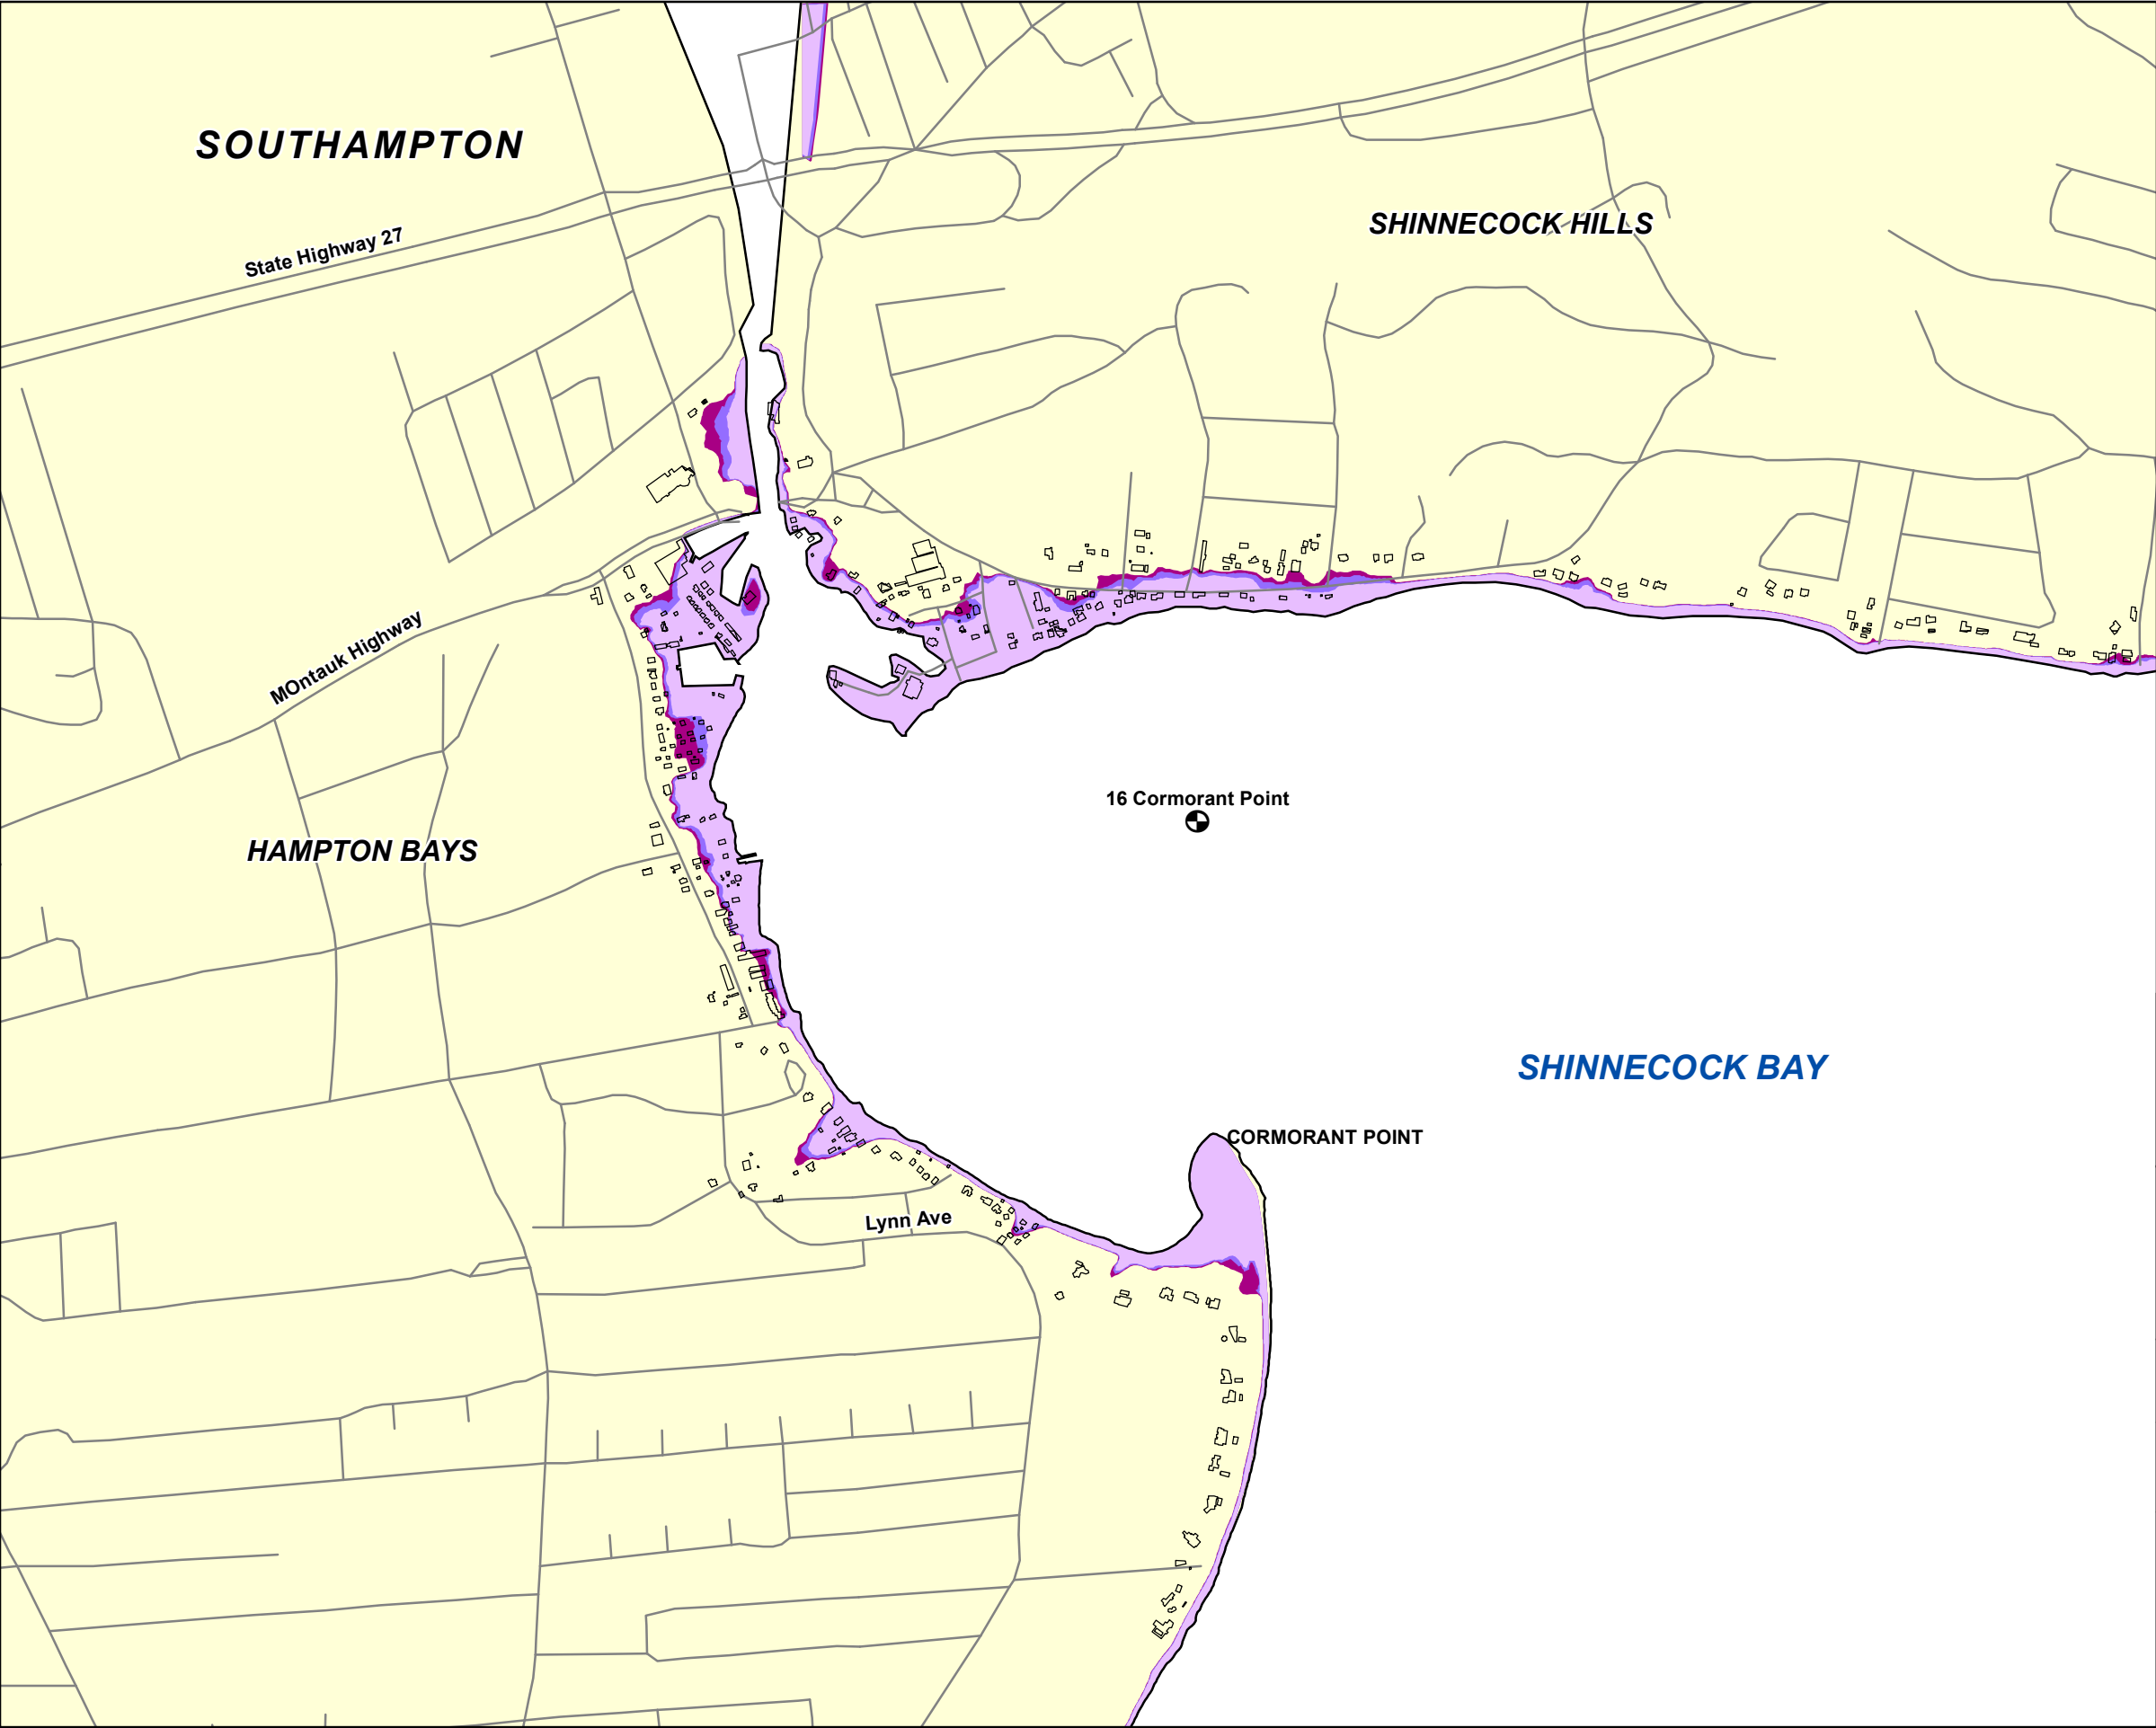 SOUTHAMPTON
SHINNECOCK HILLS
State Highway 27
MOntauk Highway
16 Cormorant Point
HAMPTON BAYS
SHINNECOCK BAY
CORMORANT POINT
Lynn Ave